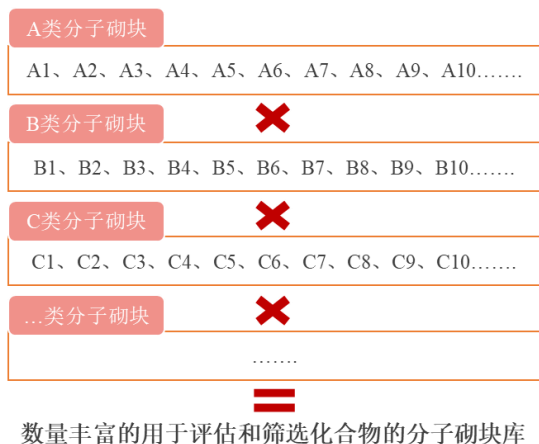 A类分子砌块
A1、A2、A3、A4、A5、A6、A7、A8、A9、A10…….
B类分子砌块
B1、B2、B3、B4、B5、B6、B7、B8、B9、B10…….
C类分子砌块
C1、C2、C3、C4、C5、C6、C7、C8、C9、C10…….
…类分子砌块
…….
数量丰富的用于评估和筛选化合物的分子砌块库